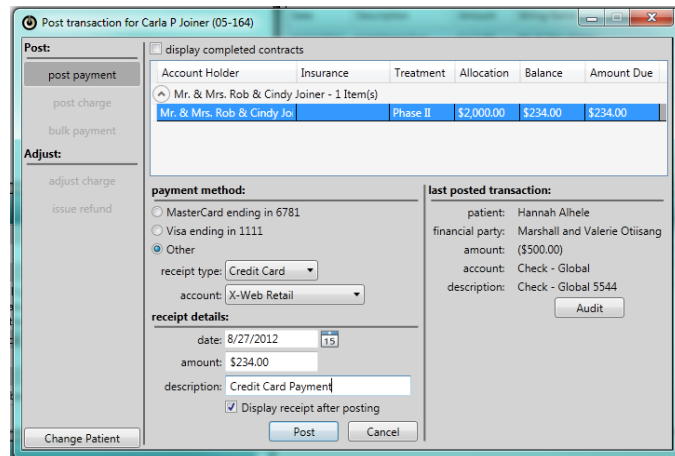 Post transaction for Carla P Joiner (05-164)
Post:
post payment
post charge
bulk payment
Adjust:
adjust charge
issue refund
Change Patient
display completed contracts
Account Holder Insurance Treatment Allocation Balance Amount Due
Mr. & Mrs. Rob & Cindy Joiner - 1 Item(s)
Mr. & Mrs. Rob & Cindy Joi Phase II $2,000.00 $234.00 $234.00
payment method:
MasterCard ending in 6781
Visa ending in 1111
Other
receipt type: Credit Card
account: X-Web Retail
receipt details:
date: 8/27/2012 15
amount: $234.00
description: Credit Card Payment
Display receipt after posting
Post Cancel
last posted transaction:
patient: Hannah Alhele
financial party: Marshall and Valerie Otiisang
amount: ($500.00)
account: Check - Global
description: Check - Global 5544
Audit